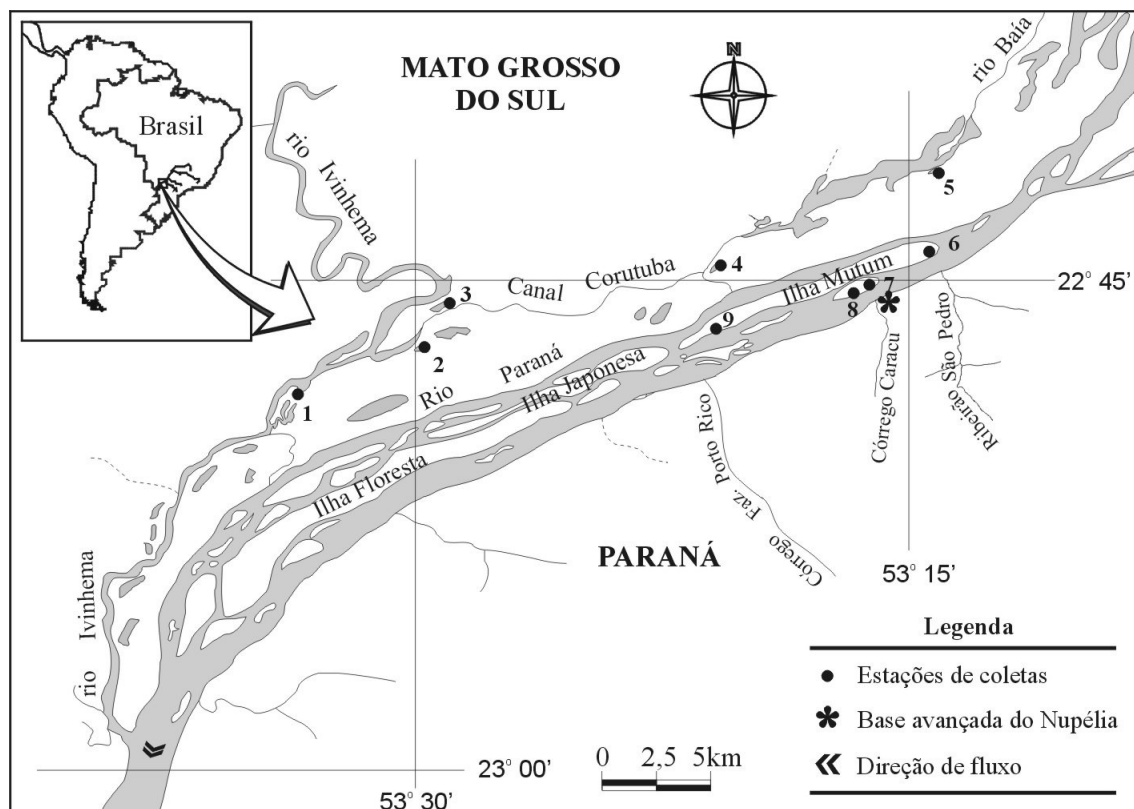 N
MATO GROSSO
DO SUL
Brasil
rio Baía
rio Ivinhema
5
6
4
Canal Corutuba
Ilha Mutum
22° 45'
3
7
8
9
2
Rio Paraná
Ilha Japonesa
1
Córrego Caracu
Ribeirão São Pedro
Córrego Faz. Porto Rico
Ilha Floresta
PARANÁ
53° 15'
rio Ivinhema
Legenda
Estações de coletas
Base avançada do Nupélia
Direção de fluxo
0 2,5 5km
23° 00'
53° 30'